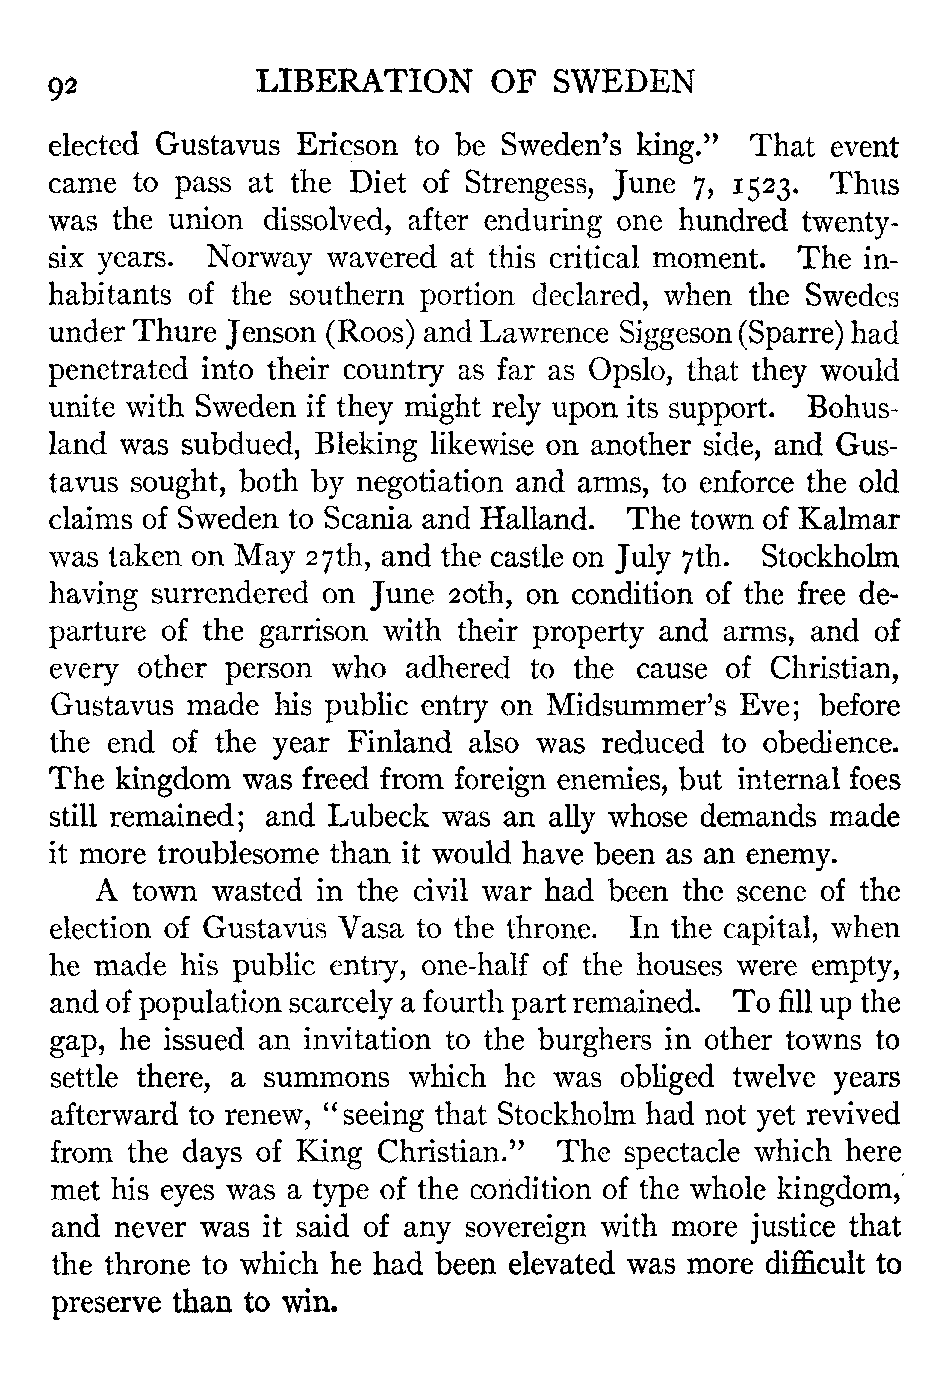 92 LIBERATION OF SWEDEN
elected Gustavus Ericson to be Sweden's king." That event
came to pass at the Diet of Strengess, June 7, 1523. Thus
was the union dissolved, after enduring one hundred twenty-
six years. Norway wavered at this critical moment. The in-
habitants of the southern portion declared, when the Swedes
under Thure Jenson (Roos) and Lawrence Siggeson (Sparre) had
penetrated into their country as far as Opslo, that they would
unite with Sweden if they might rely upon its support. Bohus-
land was subdued, Bleking likewise on another side, and Gus-
tavus sought, both by negotiation and arms, to enforce the old
claims of Sweden to Scania and Halland. The town of Kalmar
was taken on May 27th, and the castle on July 7th. Stockholm
having surrendered on June 20th, on condition of the free de-
parture of the garrison with their property and arms, and of
every other person who adhered to the cause of Christian,
Gustavus made his public entry on Midsummer's Eve; before
the end of the year Finland also was reduced to obedience.
The kingdom was freed from foreign enemies, but internal foes
still remained; and Lubeck was an ally whose demands made
it more troublesome than it would have been as an enemy.
A town wasted in the civil war had been the scene of the
election of Gustavus Vasa to the throne. In the capital, when
he made his public entry, one-half of the houses were empty,
and of population scarcely a fourth part remained. To fill up the
gap, he issued an invitation to the burghers in other towns to
settle there, a summons which he was obliged twelve years
afterward to renew, "seeing that Stockholm had not yet revived
from the days of King Christian." The spectacle which here
met his eyes was a type of the condition of the whole kingdom,
and never was it said of any sovereign with more justice that
the throne to which he had been elevated was more difficult to
preserve than to win.